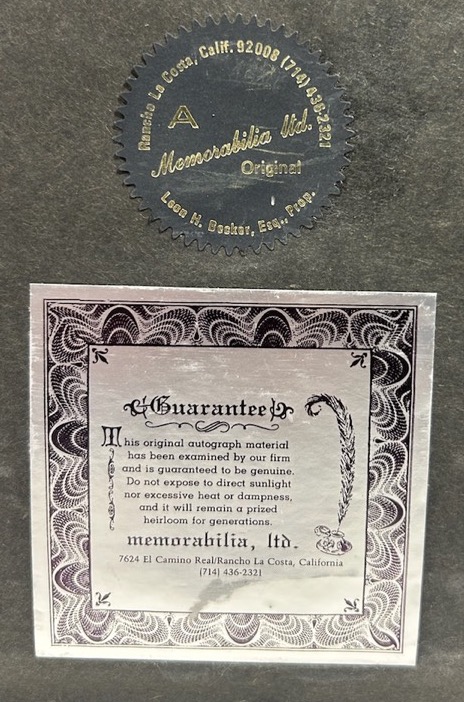 Rancho La Costa, Calif. 92008 (714) 436-2321
A
Memorabilia ltd.
Original
Leon H. Becker, Esq., Prop.
Guarantee
This original autograph material
has been examined by our firm
and is guaranteed to be genuine.
Do not expose to direct sunlight
nor excessive heat or dampness,
and it will remain a prized
heirloom for generations.
memorabilia, ltd.
7624 El Camino Real/Rancho La Costa, California
(714) 436-2321